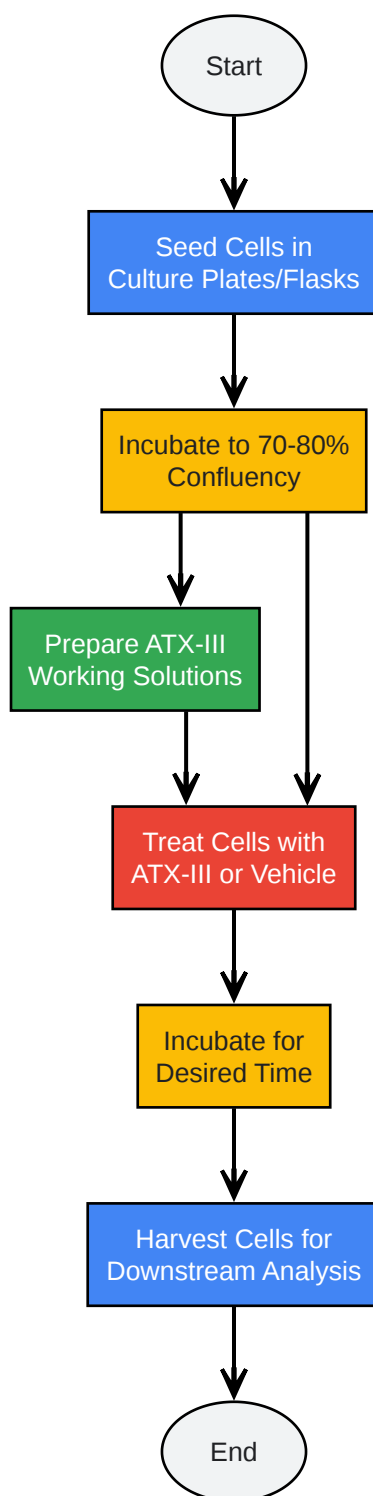 Start
Seed Cells in
Culture Plates/Flasks
Incubate to 70-80%
Confluency
Prepare ATX-III
Working Solutions
Treat Cells with
ATX-III or Vehicle
Incubate for
Desired Time
Harvest Cells for
Downstream Analysis
End